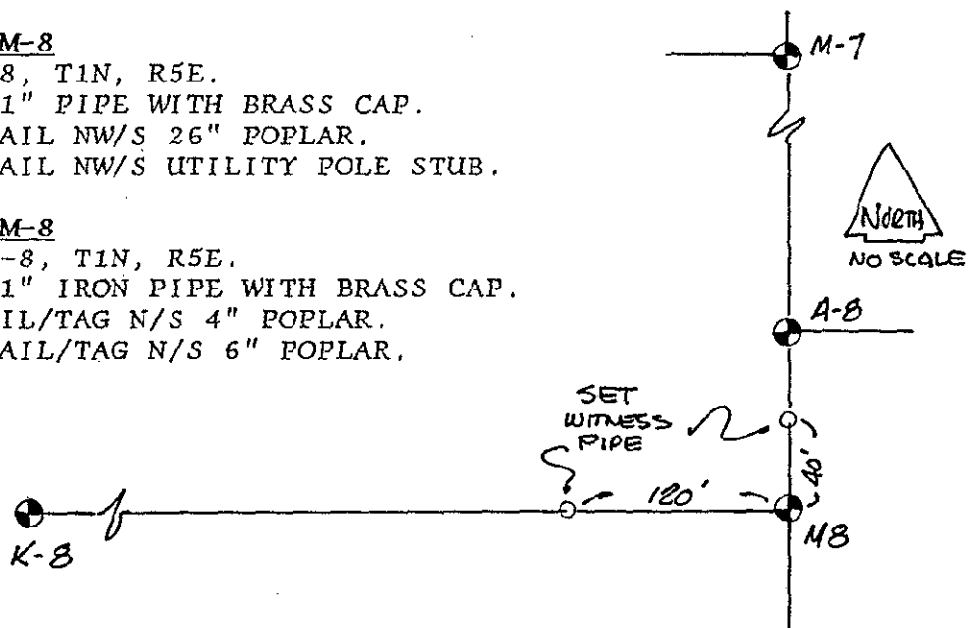 M-8
8, T1N, R5E.
1" PIPE WITH BRASS CAP.
AIL NW/S 26" POPLAR.
AIL NW/S UTILITY POLE STUB.
M-8
-8, T1N, R5E.
1" IRON PIPE WITH BRASS CAP.
IL/TAG N/S 4" POPLAR.
AIL/TAG N/S 6" POPLAR.
M-7
NORTH
NO SCALE
A-8
SET
WITNESS
PIPE
40'
120'
M8
K-8